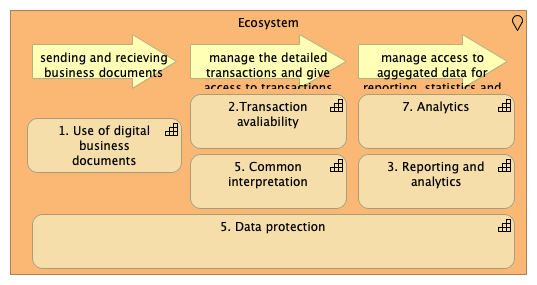 Ecosystem
sending and recieving
business documents
manage the detailed
transactions and give
access to transactions
manage access to
aggegated data for
reporting, statistics and
1. Use of digital
business
documents
2.Transaction
avaliability
7. Analytics
5. Common
interpretation
3. Reporting and
analytics
5. Data protection